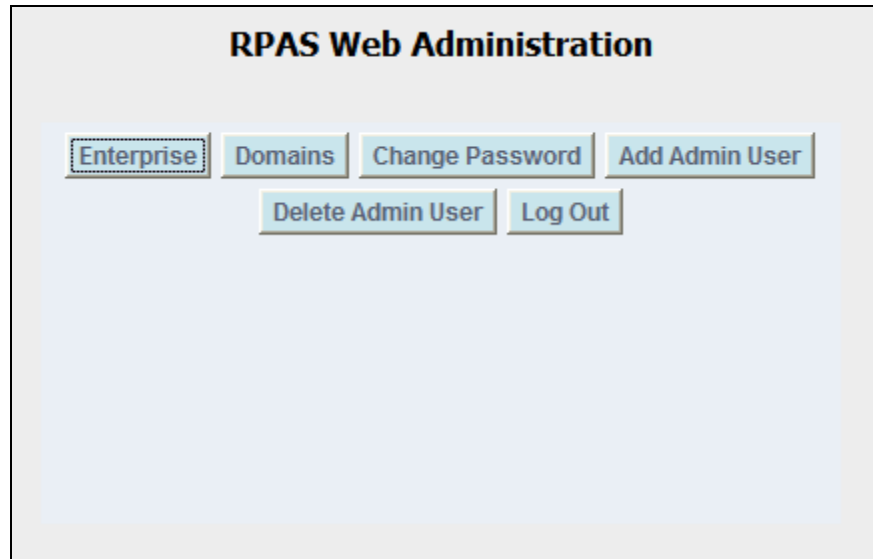 RPAS Web Administration
Enterprise Domains Change Password Add Admin User
Delete Admin User Log Out